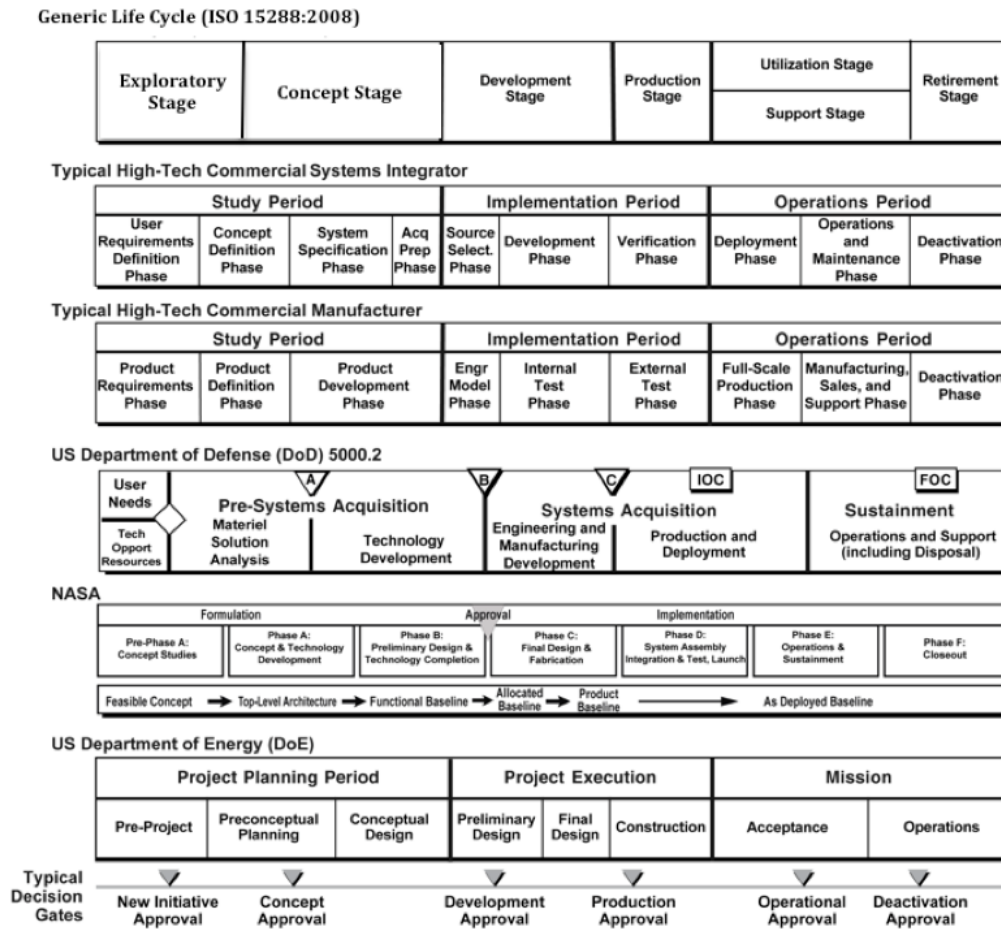 Generic Life Cycle (ISO 15288:2008)
Exploratory
Stage
Concept Stage
Development
Stage
Production
Stage
Utilization Stage
Support Stage
Retirement
Stage
Typical High-Tech Commercial Systems Integrator
Study Period
Implementation Period
Operations Period
User
Requirements
Definition
Phase
Concept
Definition
Phase
System
Specification
Phase
Acq
Prep
Phase
Source
Select.
Phase
Development
Phase
Verification
Phase
Deployment
Phase
Operations
and
Maintenance
Phase
Deactivation
Phase
Typical High-Tech Commercial Manufacturer
Study Period
Implementation Period
Operations Period
Product
Requirements
Phase
Product
Definition
Phase
Product
Development
Phase
Engr
Model
Phase
Internal
Test
Phase
External
Test
Phase
Full-Scale
Production
Phase
Manufacturing,
Sales, and
Support Phase
Deactivation
Phase
US Department of Defense (DoD) 5000.2
User
Needs
Tech
Opport
Resources
A
B
C
IOC
FOC
Pre-Systems Acquisition
Systems Acquisition
Sustainment
Materiel
Solution
Analysis
Technology
Development
Engineering and
Manufacturing
Development
Production and
Deployment
Operations and Support
(including Disposal)
NASA
Formulation
Approval
Implementation
Pre-Phase A:
Concept Studies
Phase A:
Concept & Technology
Development
Phase B:
Preliminary Design &
Technology Completion
Phase C:
Final Design &
Fabrication
Phase D:
System Assembly
Integration & Test, Launch
Phase E:
Operations &
Sustainment
Phase F:
Closeout
Feasible Concept
Top-Level Architecture
Functional Baseline
Allocated
Baseline
Product
Baseline
As Deployed Baseline
US Department of Energy (DoE)
Project Planning Period
Project Execution
Mission
Pre-Project
Preconceptual
Planning
Conceptual
Design
Preliminary
Design
Final
Design
Construction
Acceptance
Operations
Typical
Decision
Gates
New Initiative
Approval
Concept
Approval
Development
Approval
Production
Approval
Operational
Approval
Deactivation
Approval